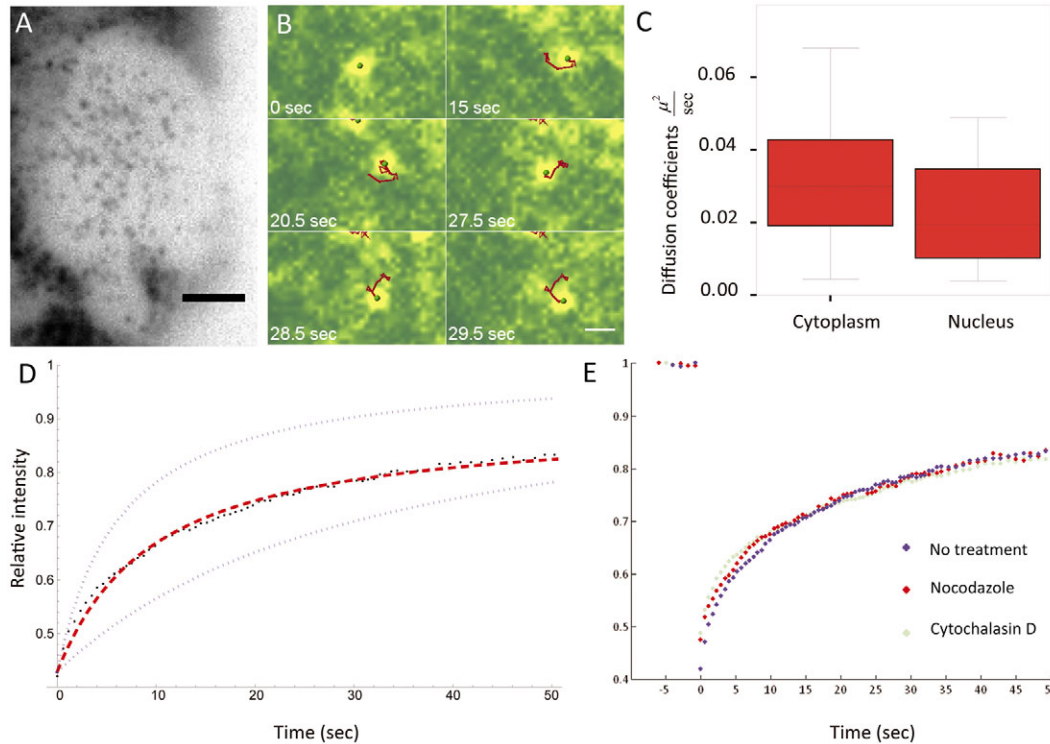 A
B
0 sec
15 sec
20.5 sec
27.5 sec
28.5 sec
29.5 sec
C
Diffusion coefficients μ²/sec
0.06
0.04
0.02
0.00
Cytoplasm
Nucleus
D
Relative intensity
1
0.9
0.8
0.7
0.6
0.5
0
10
20
30
40
50
Time (sec)
E
1
0.9
0.8
0.7
0.6
0.5
0.4
No treatment
Nocodazole
Cytochalasin D
-5
0
5
10
15
20
25
30
35
40
45
5
Time (sec)